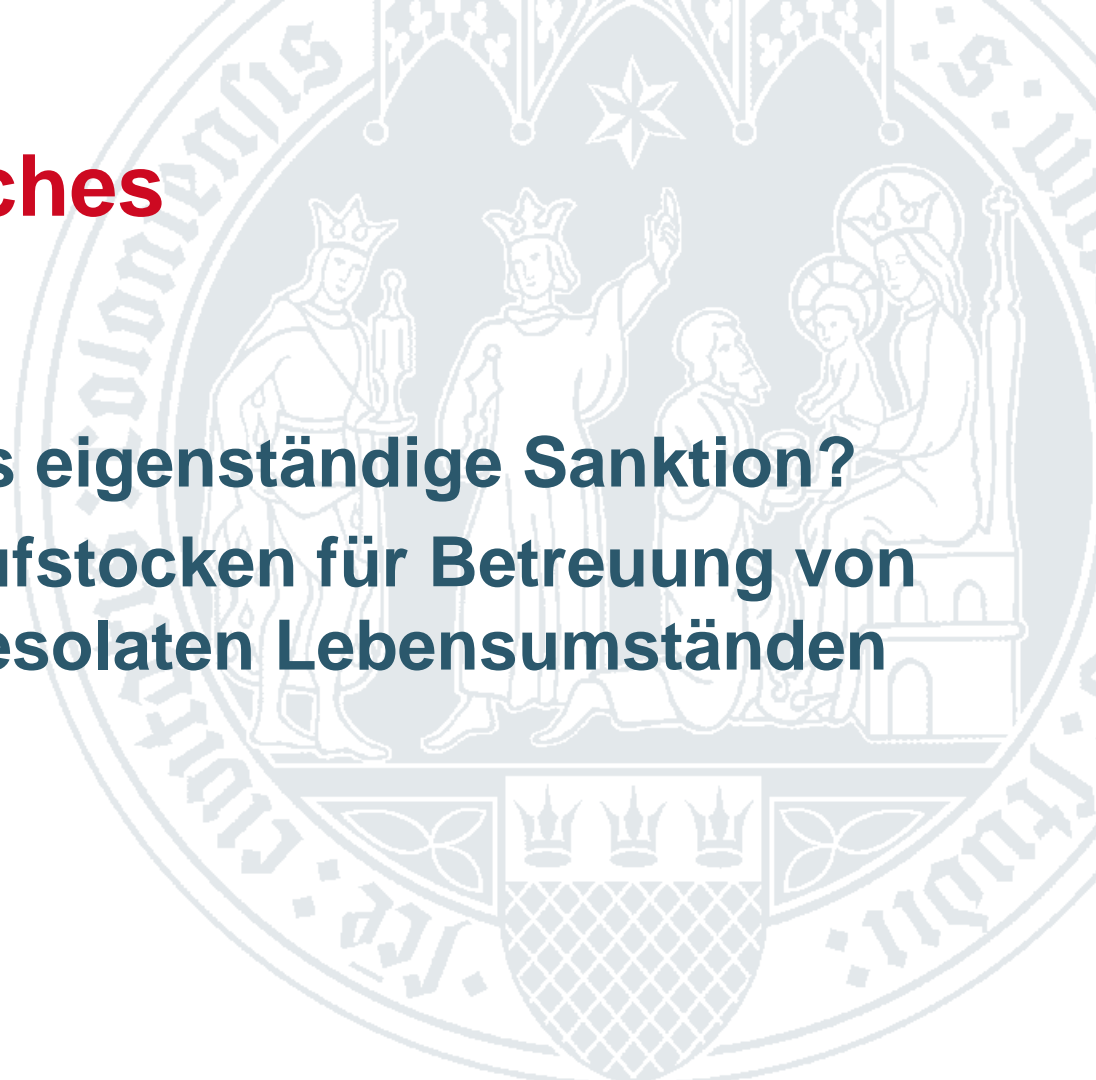 ches
s eigenständige Sanktion?
ufstocken für Betreuung von
esolaten Lebensumständen